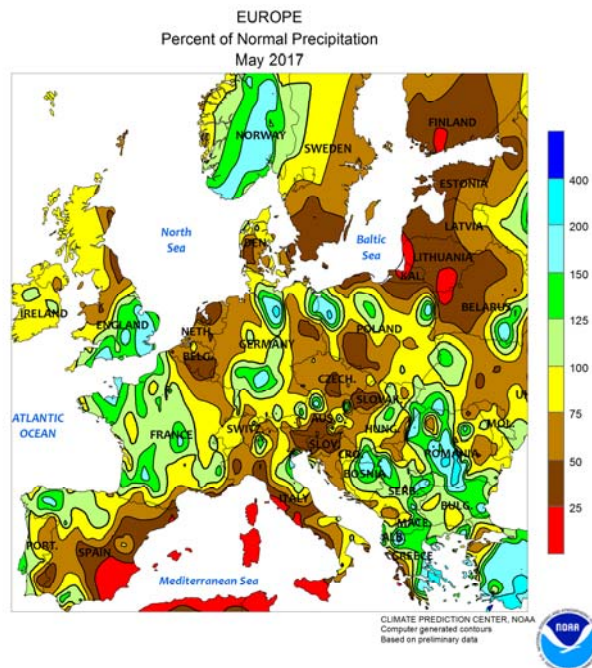 EUROPE
Percent of Normal Precipitation
May 2017
NORWAY
SWEDEN
FINLAND
ESTONIA
LATVIA
LITHUANIA
KAL.
BELARUS
North
Sea
Baltic
Sea
DEN.
IRELAND
ENGLAND
NETH.
BELG.
GERMANY
POLAND
CZECH.
SLOVAK.
ATLANTIC
OCEAN
FRANCE
SWITZ.
AUS.
HUNG.
MOL.
SLOV.
CRO.
ROMANIA
BOSNIA
SERB.
ITALY
BULG.
MACE.
ALB.
GREECE
PORT.
SPAIN
Mediterranean Sea
400
200
150
125
100
75
50
25
CLIMATE PREDICTION CENTER, NOAA
Computer generated contours
Based on preliminary data
NOAA